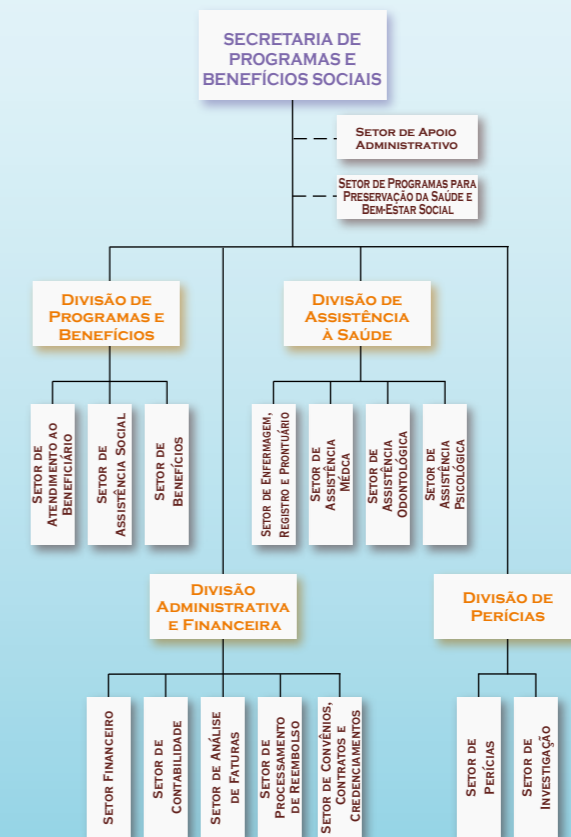 SECRETARIA DE
PROGRAMAS E
BENEFÍCIOS SOCIAIS
SETOR DE APOIO
ADMINISTRATIVO
SETOR DE PROGRAMAS PARA
PRESERVAÇÃO DA SAÚDE E
BEM-ESTAR SOCIAL
DIVISÃO DE
PROGRAMAS E
BENEFÍCIOS
DIVISÃO DE
ASSISTÊNCIA
À SAÚDE
SETOR DE
ATENDIMENTO AO
BENEFICIÁRIO
SETOR DE
ASSISTÊNCIA SOCIAL
SETOR DE
BENEFÍCIOS
SETOR DE ENFERMAGEM,
REGISTRO E PRONTUÁRIO
SETOR DE
ASSISTÊNCIA
MÉDCA
SETOR DE
ASSISTÊNCIA
ODONTOLÓGICA
SETOR DE
ASSISTÊNCIA
PSICOLÓGICA
DIVISÃO
ADMINISTRATIVA
E FINANCEIRA
DIVISÃO DE
PERÍCIAS
SETOR FINANCEIRO
SETOR DE
CONTABILIDADE
SETOR DE ANÁLISE
DE FATURAS
SETOR DE
PROCESSAMENTO
DE REEMBOLSO
SETOR DE CONVÊNIOS,
CONTRATOS E
CREDENCIAMENTOS
SETOR DE
PERÍCIAS
SETOR DE
INVESTIGAÇÃO